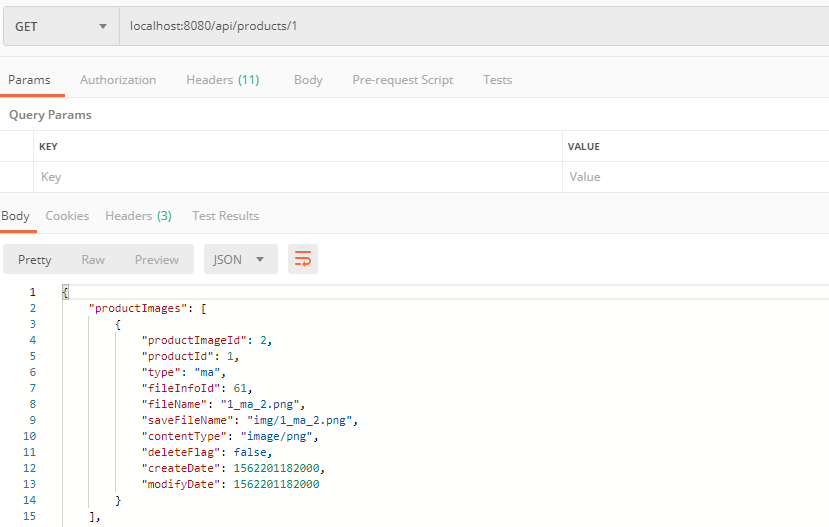 GET localhost:8080/api/products/1
Params Authorization Headers (11) Body Pre-request Script Tests
Query Params
KEY VALUE
Key Value
Body Cookies Headers (3) Test Results
Pretty Raw Preview JSON
1 {
2 "productImages": [
3 {
4 "productImageId": 2,
5 "productId": 1,
6 "type": "ma",
7 "fileInfoId": 61,
8 "fileName": "1_ma_2.png",
9 "saveFileName": "img/1_ma_2.png",
10 "contentType": "image/png",
11 "deleteFlag": false,
12 "createDate": 1562201182000,
13 "modifyDate": 1562201182000
14 }
15 ],